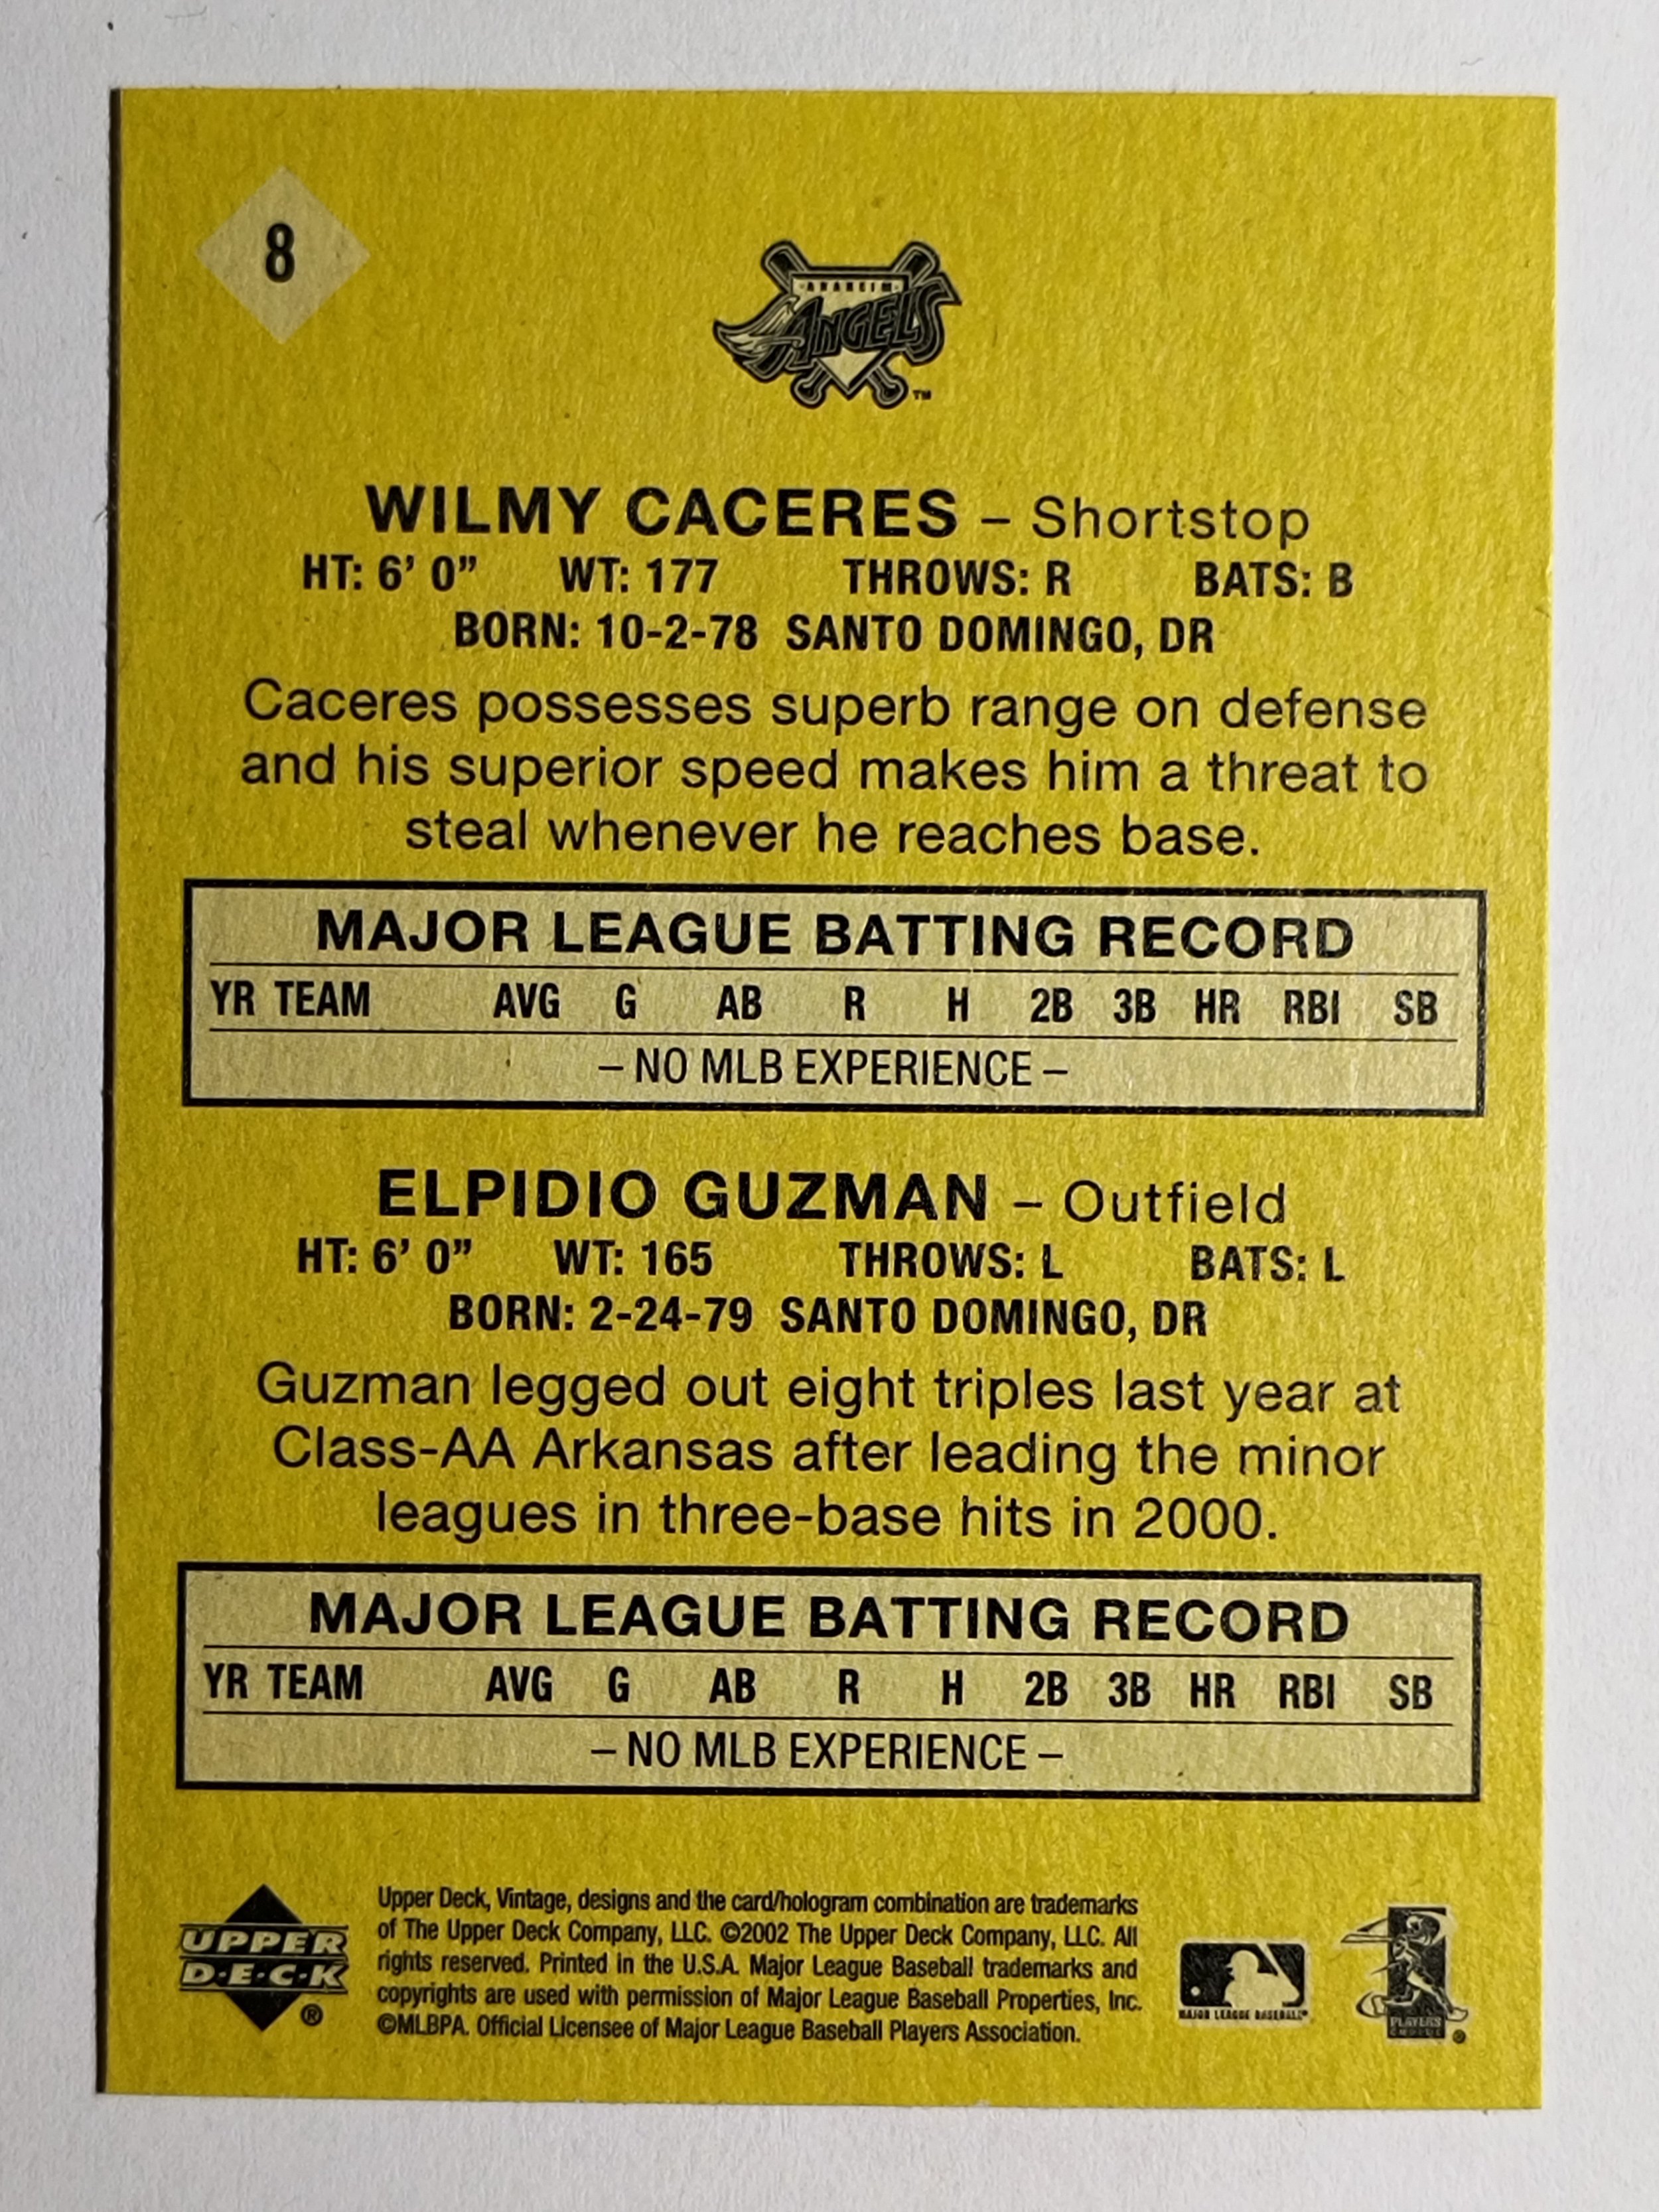 8
ANAHEIM
ANGELS
TM
WILMY CACERES – Shortstop
HT: 6’ 0” WT: 177 THROWS: R BATS: B
BORN: 10-2-78 SANTO DOMINGO, DR
Caceres possesses superb range on defense
and his superior speed makes him a threat to
steal whenever he reaches base.
MAJOR LEAGUE BATTING RECORD
YR TEAM AVG G AB R H 2B 3B HR RBI SB
– NO MLB EXPERIENCE –
ELPIDIO GUZMAN – Outfield
HT: 6’ 0” WT: 165 THROWS: L BATS: L
BORN: 2-24-79 SANTO DOMINGO, DR
Guzman legged out eight triples last year at
Class-AA Arkansas after leading the minor
leagues in three-base hits in 2000.
MAJOR LEAGUE BATTING RECORD
YR TEAM AVG G AB R H 2B 3B HR RBI SB
– NO MLB EXPERIENCE –
UPPER
D·E·C·K
®
Upper Deck, Vintage, designs and the card/hologram combination are trademarks
of The Upper Deck Company, LLC. ©2002 The Upper Deck Company, LLC. All
rights reserved. Printed in the U.S.A. Major League Baseball trademarks and
copyrights are used with permission of Major League Baseball Properties, Inc.
©MLBPA. Official Licensee of Major League Baseball Players Association.
MAJOR LEAGUE BASEBALL®
PLAYERS
CHOICE
®